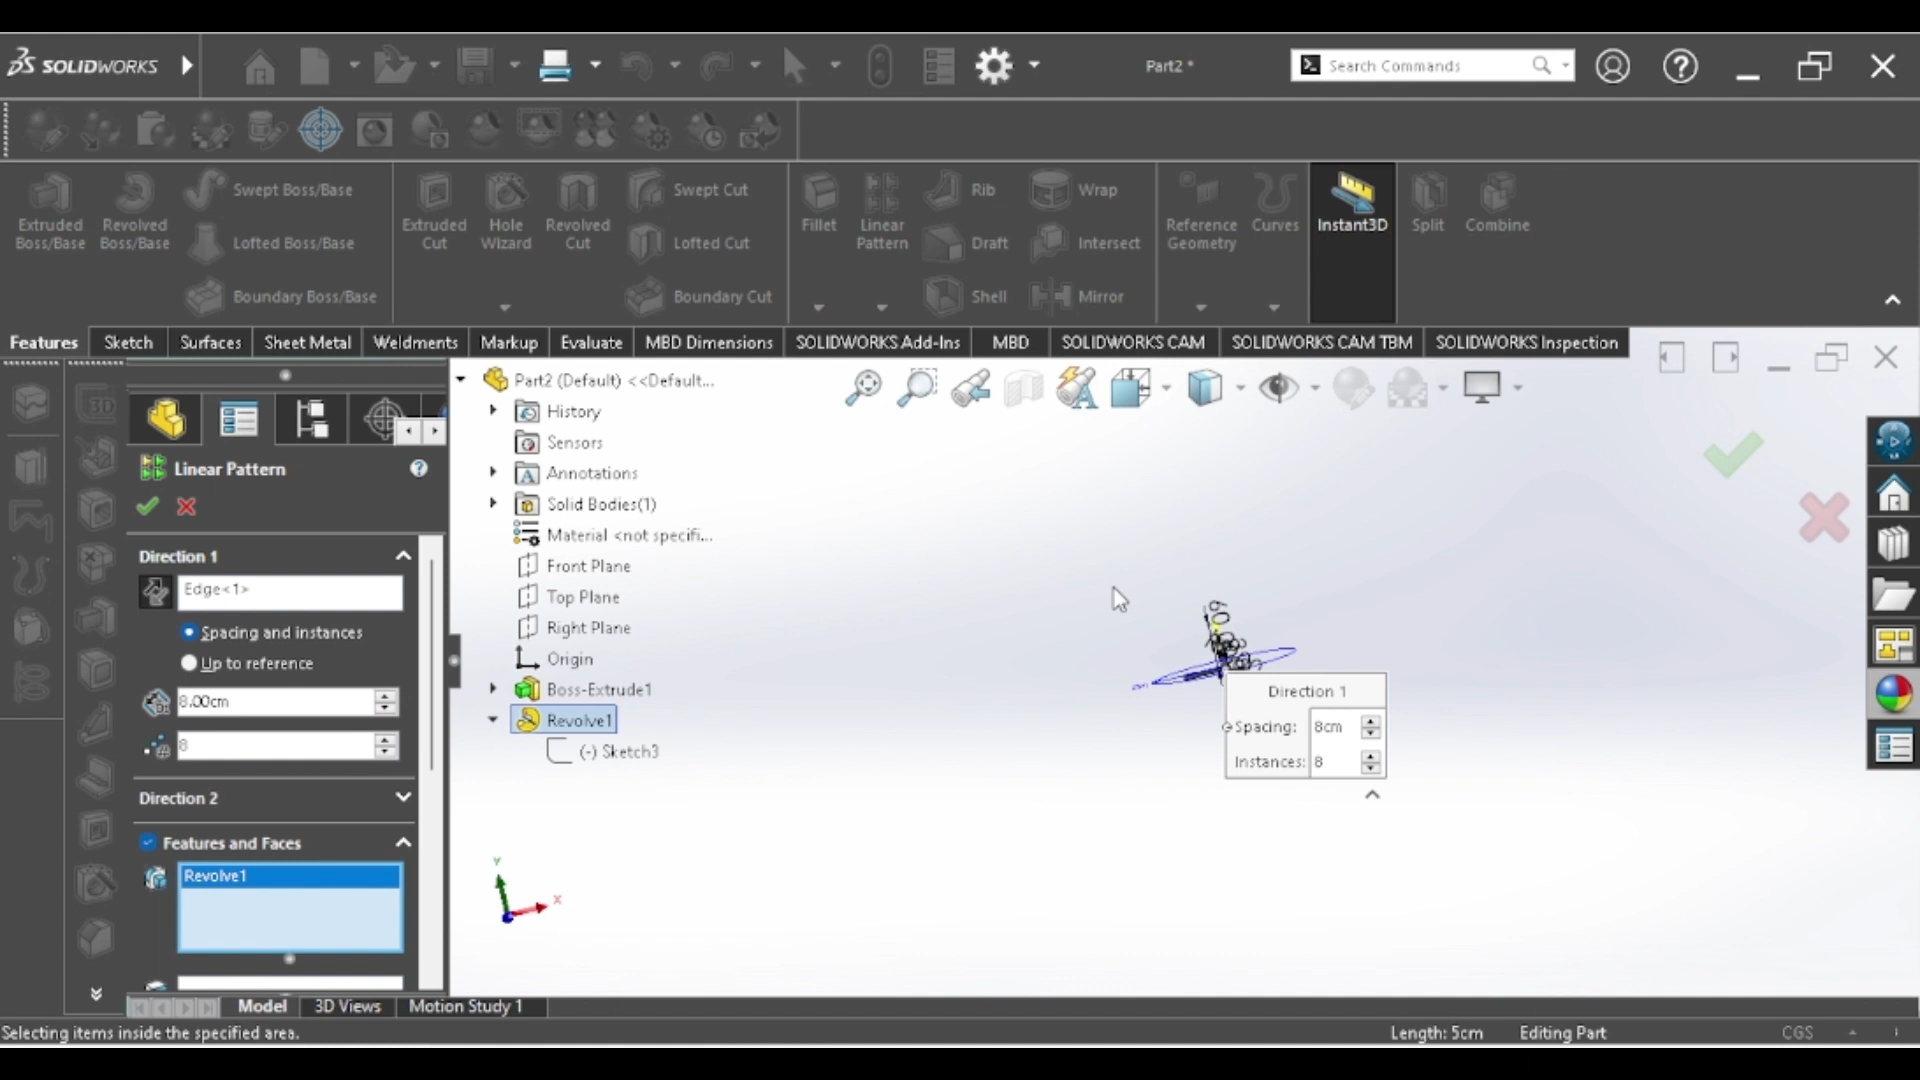 SOLIDWORKS
Part2 *
Search Commands
Extruded Boss/Base
Revolved Boss/Base
Swept Boss/Base
Lofted Boss/Base
Boundary Boss/Base
Extruded Cut
Hole Wizard
Revolved Cut
Swept Cut
Lofted Cut
Boundary Cut
Fillet
Linear Pattern
Rib
Draft
Shell
Wrap
Intersect
Mirror
Reference Geometry
Curves
Instant3D
Split
Combine
Features
Sketch
Surfaces
Sheet Metal
Weldments
Markup
Evaluate
MBD Dimensions
SOLIDWORKS Add-Ins
MBD
SOLIDWORKS CAM
SOLIDWORKS CAM TBM
SOLIDWORKS Inspection
Linear Pattern
Direction 1
Edge<1>
Spacing and instances
Up to reference
8.00cm
8
Direction 2
Features and Faces
Revolve1
Part2 (Default) <<Default...
History
Sensors
Annotations
Solid Bodies(1)
Material <not specifi...
Front Plane
Top Plane
Right Plane
Origin
Boss-Extrude1
Revolve1
(-) Sketch3
Direction 1
Spacing: 8cm
Instances: 8
Y
X
Model
3D Views
Motion Study 1
Selecting items inside the specified area.
Length: 5cm
Editing Part
CGS